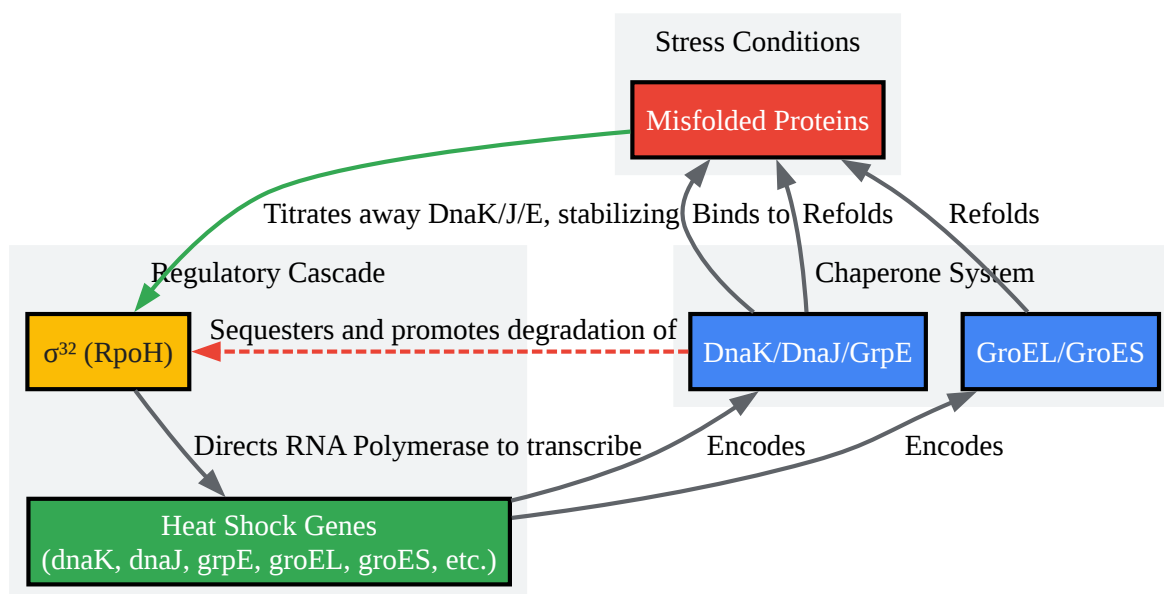 Stress Conditions
Misfolded Proteins
Titrates away DnaK/J/E, stabilizing
Binds to
Refolds
Refolds
Regulatory Cascade
Chaperone System
Sequesters and promotes degradation of
σ³² (RpoH)
DnaK/DnaJ/GrpE
GroEL/GroES
Directs RNA Polymerase to transcribe
Encodes
Encodes
Heat Shock Genes
(dnaK, dnaJ, grpE, groEL, groES, etc.)